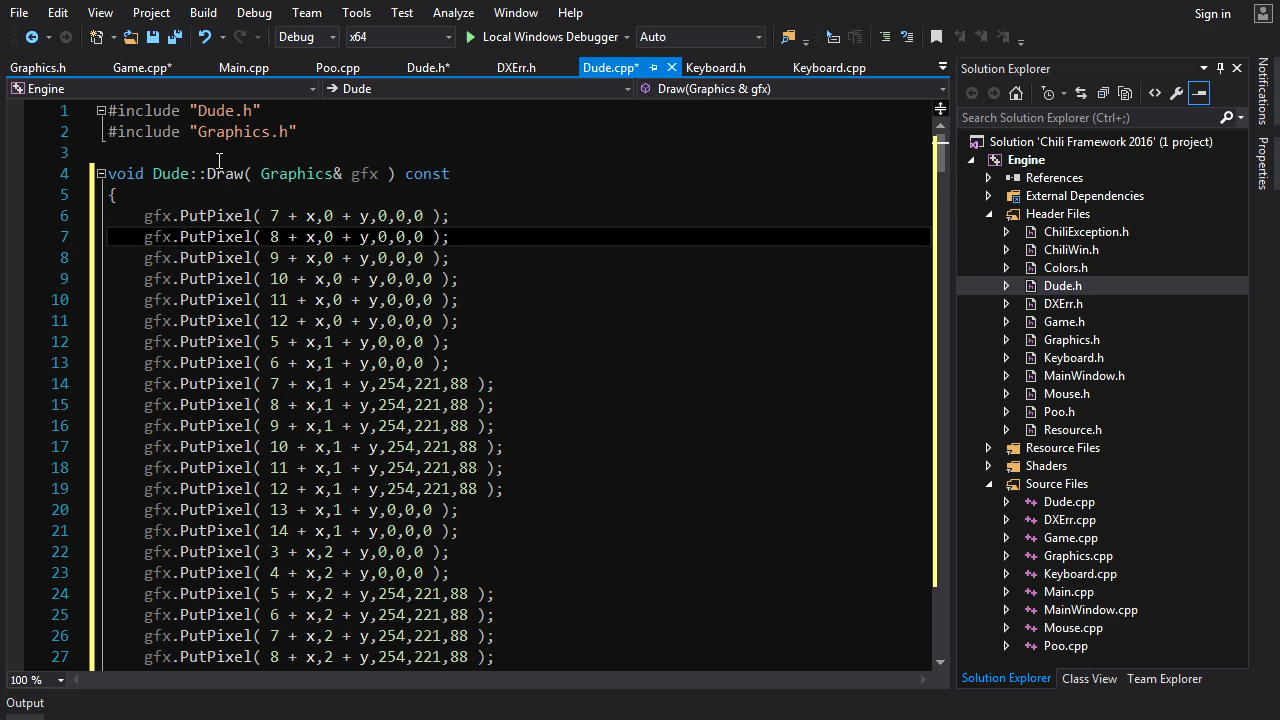 File Edit View Project Build Debug Team Tools Test Analyze Window Help Sign in
Debug x64 Local Windows Debugger Auto
Graphics.h Game.cpp* Main.cpp Poo.cpp Dude.h* DXErr.h Dude.cpp* Keyboard.h Keyboard.cpp
Engine Dude Draw(Graphics & gfx)
1 #include "Dude.h"
2 #include "Graphics.h"
3
4 void Dude::Draw( Graphics& gfx ) const
5 {
6 gfx.PutPixel( 7 + x,0 + y,0,0,0 );
7 gfx.PutPixel( 8 + x,0 + y,0,0,0 );
8 gfx.PutPixel( 9 + x,0 + y,0,0,0 );
9 gfx.PutPixel( 10 + x,0 + y,0,0,0 );
10 gfx.PutPixel( 11 + x,0 + y,0,0,0 );
11 gfx.PutPixel( 12 + x,0 + y,0,0,0 );
12 gfx.PutPixel( 5 + x,1 + y,0,0,0 );
13 gfx.PutPixel( 6 + x,1 + y,0,0,0 );
14 gfx.PutPixel( 7 + x,1 + y,254,221,88 );
15 gfx.PutPixel( 8 + x,1 + y,254,221,88 );
16 gfx.PutPixel( 9 + x,1 + y,254,221,88 );
17 gfx.PutPixel( 10 + x,1 + y,254,221,88 );
18 gfx.PutPixel( 11 + x,1 + y,254,221,88 );
19 gfx.PutPixel( 12 + x,1 + y,254,221,88 );
20 gfx.PutPixel( 13 + x,1 + y,0,0,0 );
21 gfx.PutPixel( 14 + x,1 + y,0,0,0 );
22 gfx.PutPixel( 3 + x,2 + y,0,0,0 );
23 gfx.PutPixel( 4 + x,2 + y,0,0,0 );
24 gfx.PutPixel( 5 + x,2 + y,254,221,88 );
25 gfx.PutPixel( 6 + x,2 + y,254,221,88 );
26 gfx.PutPixel( 7 + x,2 + y,254,221,88 );
27 gfx.PutPixel( 8 + x,2 + y,254,221,88 );
100 %
Output
Solution Explorer
Search Solution Explorer (Ctrl+;)
Solution 'Chili Framework 2016' (1 project)
Engine
References
External Dependencies
Header Files
ChiliException.h
ChiliWin.h
Colors.h
Dude.h
DXErr.h
Game.h
Graphics.h
Keyboard.h
MainWindow.h
Mouse.h
Poo.h
Resource.h
Resource Files
Shaders
Source Files
Dude.cpp
DXErr.cpp
Game.cpp
Graphics.cpp
Keyboard.cpp
Main.cpp
MainWindow.cpp
Mouse.cpp
Poo.cpp
Solution Explorer Class View Team Explorer
Notifications
Properties